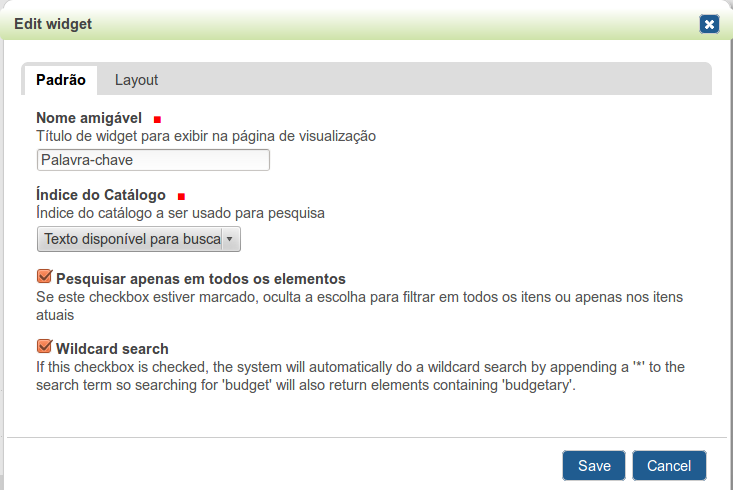 Edit widget
Padrão
Layout
Nome amigável
Título de widget para exibir na página de visualização
Palavra-chave
Índice do Catálogo
Índice do catálogo a ser usado para pesquisa
Texto disponível para busca
Pesquisar apenas em todos os elementos
Se este checkbox estiver marcado, oculta a escolha para filtrar em todos os itens ou apenas nos itens
atuais
Wildcard search
If this checkbox is checked, the system will automatically do a wildcard search by appending a '*' to the
search term so searching for 'budget' will also return elements containing 'budgetary'.
Save
Cancel